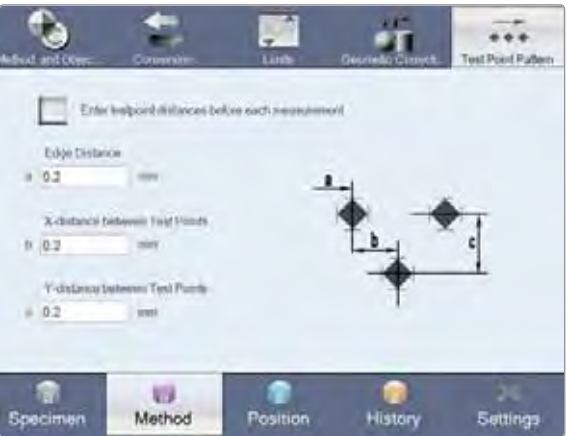 Method and Objec...
Conversion
Limits
Geometric Correcti...
Test Point Pattern
Enter testpoint distances before each measurement
Edge Distance
a 0.2 mm
X-distance between Test Points
b 0.2 mm
Y-distance between Test Points
c 0.2 mm
a
b
c
Specimen
Method
Position
History
Settings